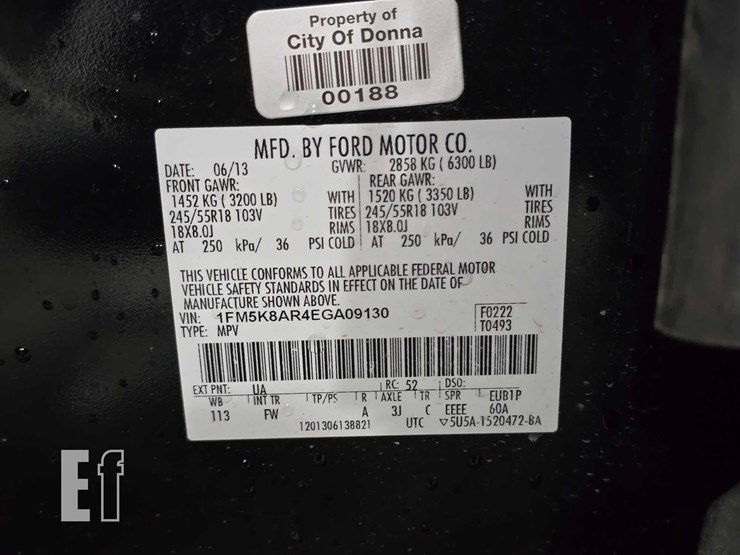 Property of
City Of Donna
00188
MFD. BY FORD MOTOR CO.
DATE: 06/13 GVWR: 2858 KG ( 6300 LB)
FRONT GAWR: REAR GAWR:
1452 KG ( 3200 LB) WITH 1520 KG ( 3350 LB) WITH
245/55R18 103V TIRES 245/55R18 103V TIRES
18X8.0J RIMS 18X8.0J RIMS
AT 250 kPa/ 36 PSI COLD AT 250 kPa/ 36 PSI COLD
THIS VEHICLE CONFORMS TO ALL APPLICABLE FEDERAL MOTOR
VEHICLE SAFETY STANDARDS IN EFFECT ON THE DATE OF
MANUFACTURE SHOWN ABOVE.
VIN: 1FM5K8AR4EGA09130 F0222
TYPE: MPV T0493
EXT PNT: UA RC: 52 DSO:
WB INT TR TP/PS R AXLE TR SPR EUB1P
113 FW A 3J C EEEE 60A
1201306138821 UTC ▽5U5A-1520472-BA
Ef